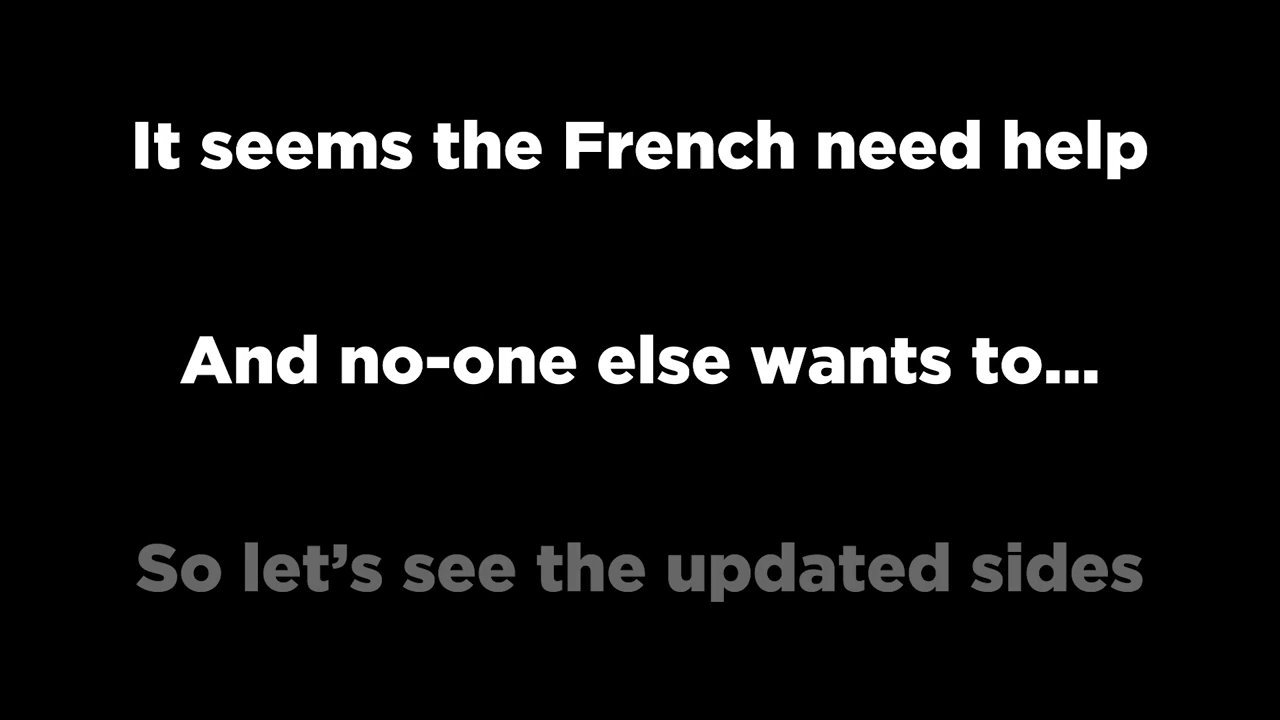 It seems the French need help
And no-one else wants to...
So let’s see the updated sides